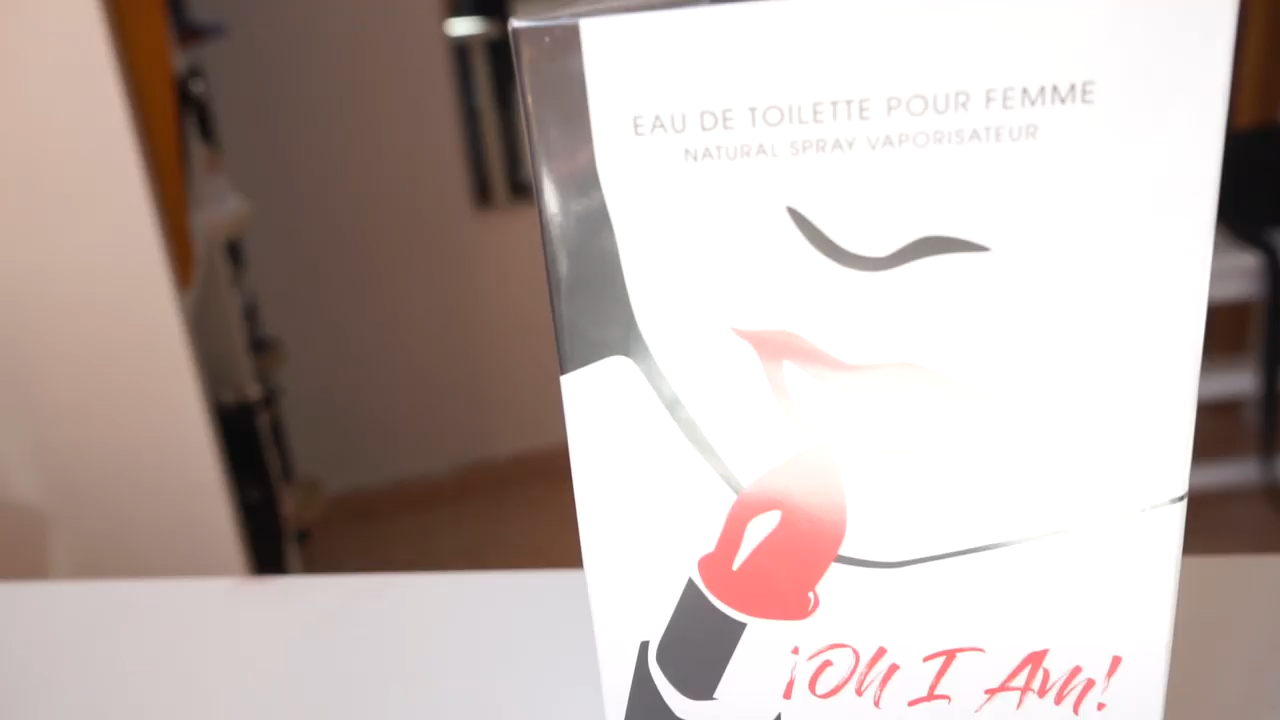 EAU DE TOILETTE POUR FEMME
NATURAL SPRAY VAPORISATEUR
¡Oh I Am!